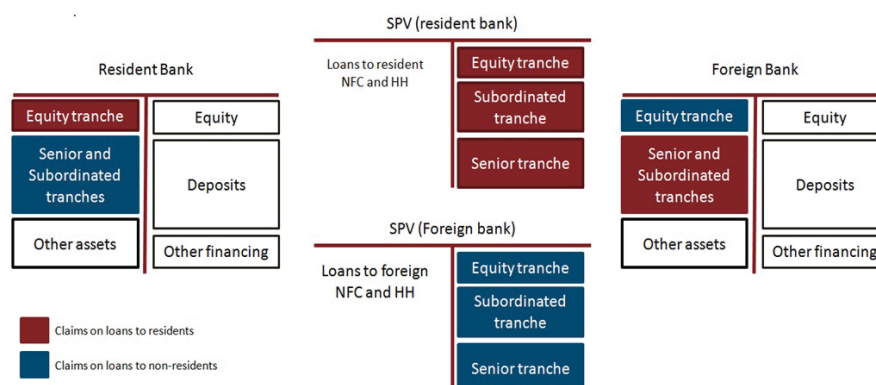 SPV (resident bank)
Resident Bank
Loans to resident
NFC and HH
Equity tranche
Subordinated
tranche
Senior tranche
Foreign Bank
Equity tranche
Equity
Senior and
Subordinated
tranches
Deposits
Other assets
Other financing
Equity tranche
Equity
Senior and
Subordinated
tranches
Deposits
Other assets
Other financing
SPV (Foreign bank)
Loans to foreign
NFC and HH
Equity tranche
Subordinated
tranche
Senior tranche
Claims on loans to residents
Claims on loans to non-residents